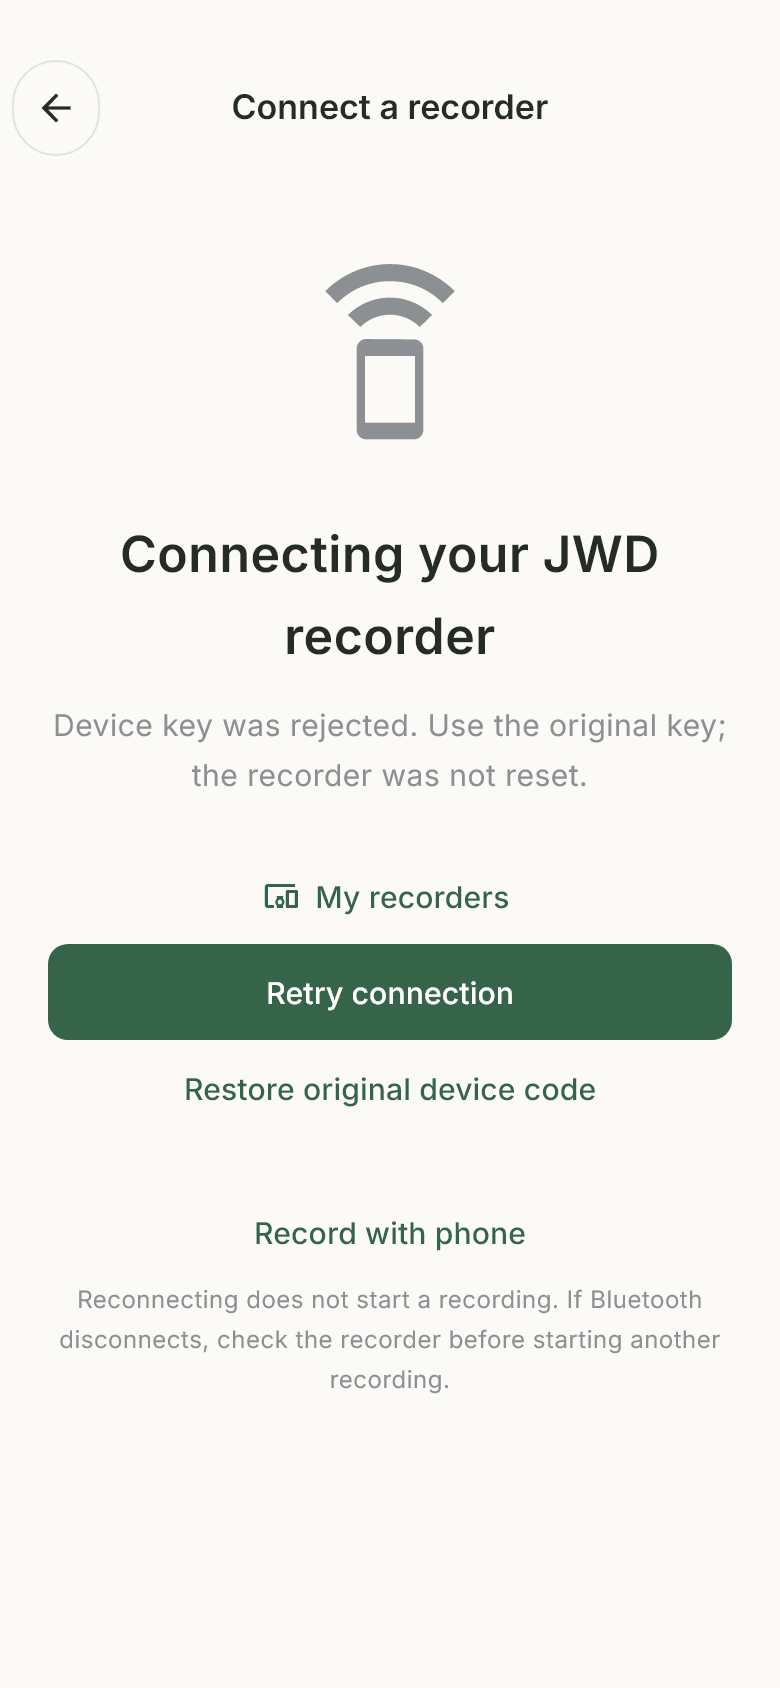 Connect a recorder
Connecting your JWD
recorder
Device key was rejected. Use the original key;
the recorder was not reset.
My recorders
Retry connection
Restore original device code
Record with phone
Reconnecting does not start a recording. If Bluetooth
disconnects, check the recorder before starting another
recording.